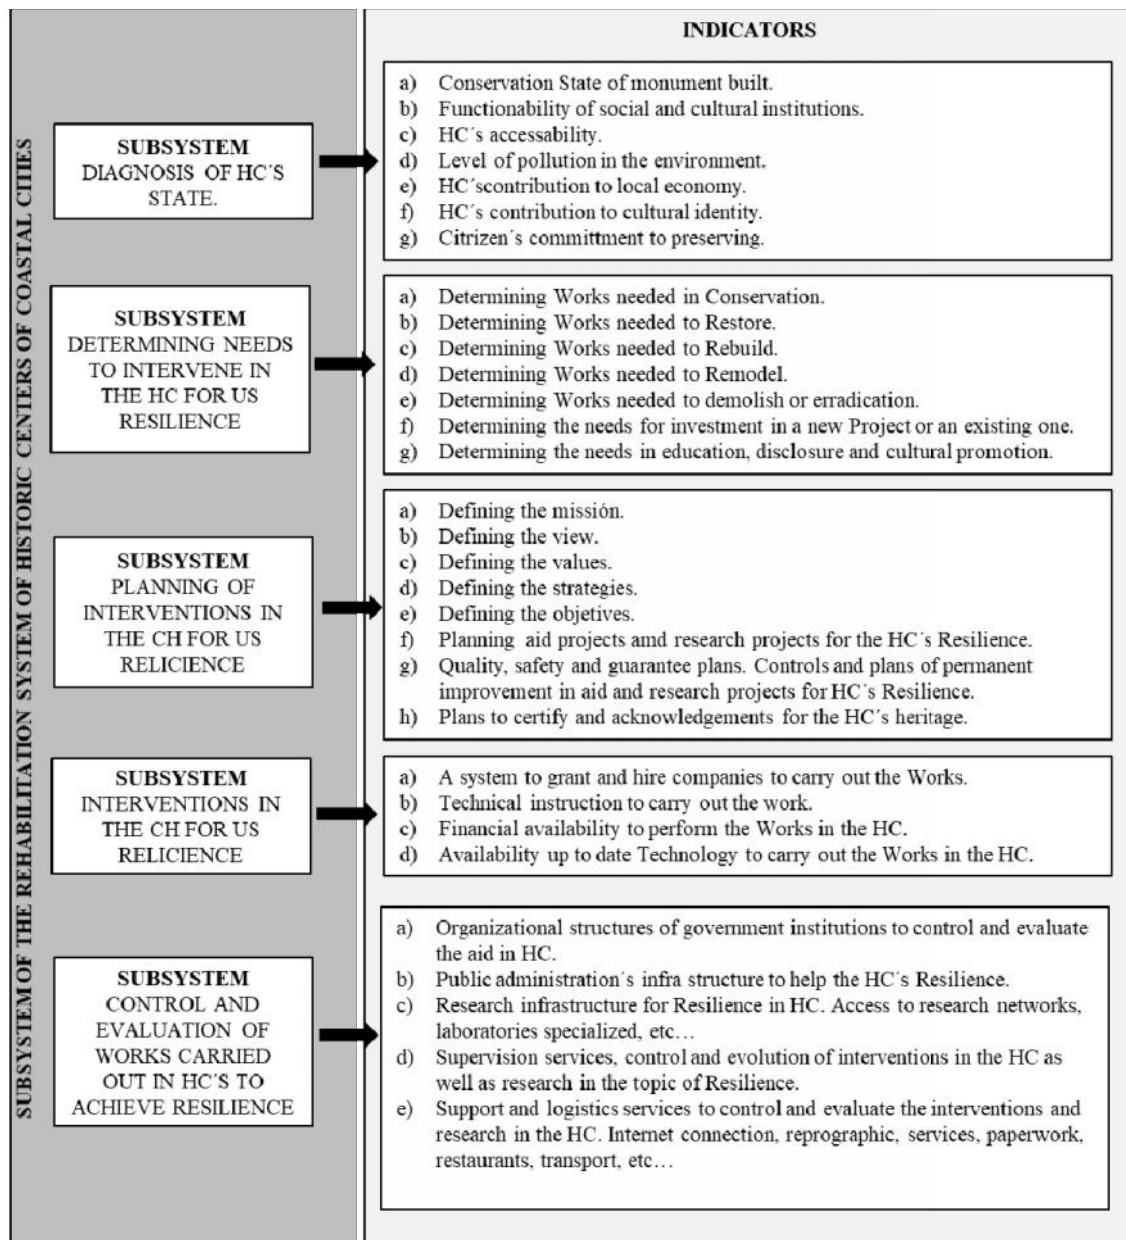 SUBSYSTEM OF THE REHABILITATION SYSTEM OF HISTORIC CENTERS OF COASTAL CITIES
INDICATORS
SUBSYSTEM
DIAGNOSIS OF HC´S
STATE.
a) Conservation State of monument built.
b) Functionability of social and cultural institutions.
c) HC´s accessability.
d) Level of pollution in the environment.
e) HC´scontribution to local economy.
f) HC´s contribution to cultural identity.
g) Citrizen´s committment to preserving.
SUBSYSTEM
DETERMINING NEEDS
TO INTERVENE IN
THE HC FOR US
RESILIENCE
a) Determining Works needed in Conservation.
b) Determining Works needed to Restore.
c) Determining Works needed to Rebuild.
d) Determining Works needed to Remodel.
e) Determining Works needed to demolish or erradication.
f) Determining the needs for investment in a new Project or an existing one.
g) Determining the needs in education, disclosure and cultural promotion.
SUBSYSTEM
PLANNING OF
INTERVENTIONS IN
THE CH FOR US
RELICIENCE
a) Defining the missión.
b) Defining the view.
c) Defining the values.
d) Defining the strategies.
e) Defining the objetives.
f) Planning aid projects amd research projects for the HC´s Resilience.
g) Quality, safety and guarantee plans. Controls and plans of permanent
improvement in aid and research projects for HC´s Resilience.
h) Plans to certify and acknowledgements for the HC´s heritage.
SUBSYSTEM
INTERVENTIONS IN
THE CH FOR US
RELICIENCE
a) A system to grant and hire companies to carry out the Works.
b) Technical instruction to carry out the work.
c) Financial availability to perform the Works in the HC.
d) Availability up to date Technology to carry out the Works in the HC.
SUBSYSTEM
CONTROL AND
EVALUATION OF
WORKS CARRIED
OUT IN HC'S TO
ACHIEVE RESILIENCE
a) Organizational structures of government institutions to control and evaluate
the aid in HC.
b) Public administration´s infra structure to help the HC´s Resilience.
c) Research infrastructure for Resilience in HC. Access to research networks,
laboratories specialized, etc…
d) Supervision services, control and evolution of interventions in the HC as
well as research in the topic of Resilience.
e) Support and logistics services to control and evaluate the interventions and
research in the HC. Internet connection, reprographic, services, paperwork,
restaurants, transport, etc…